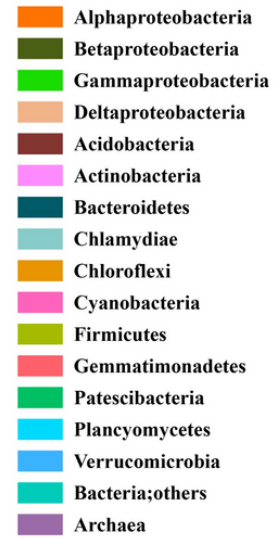 Alphaproteobacteria
Betaproteobacteria
Gammaproteobacteria
Deltaproteobacteria
Acidobacteria
Actinobacteria
Bacteroidetes
Chlamydiae
Chloroflexi
Cyanobacteria
Firmicutes
Gemmatimonadetes
Patescibacteria
Plancyomycetes
Verrucomicrobia
Bacteria;others
Archaea